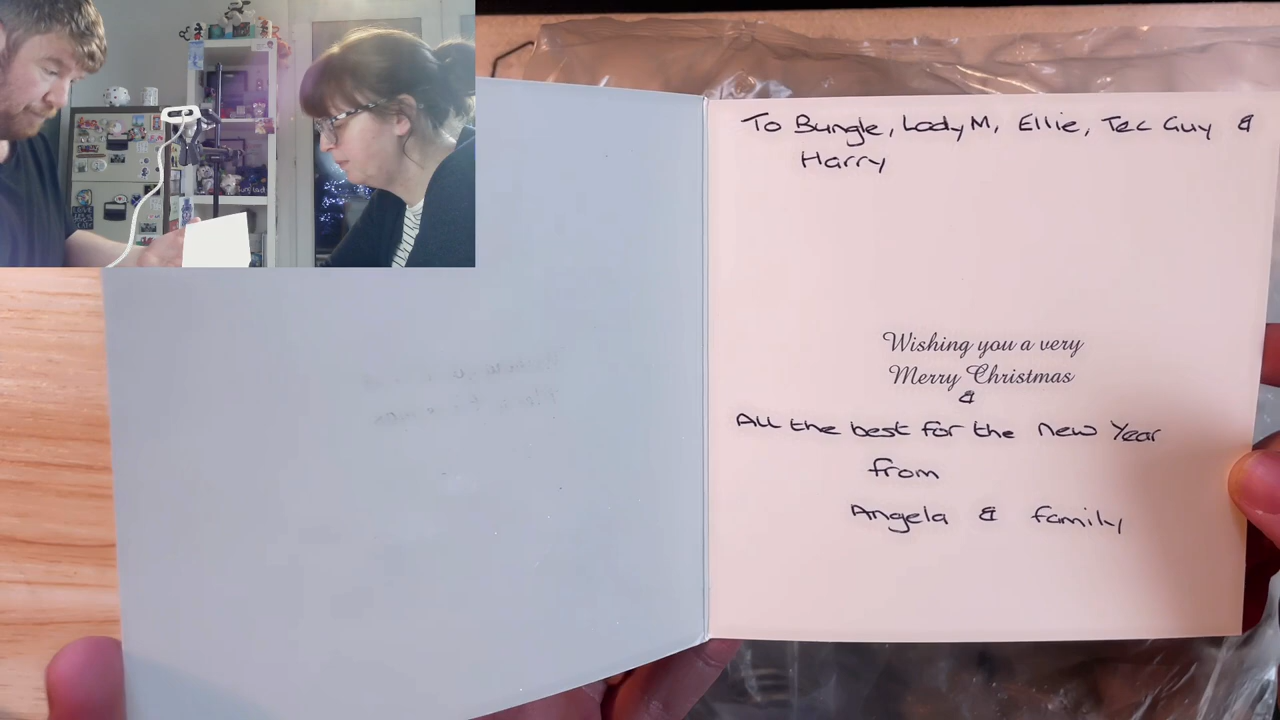 To Bungle, Lady M, Ellie, Tec Guy &
Harry
Wishing you a very
Merry Christmas
&
All the best for the New Year
from
Angela & family